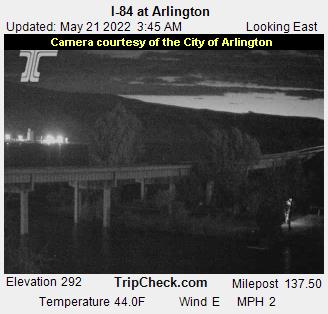 I-84 at Arlington
Updated: May 21 2022 3:45 AM Looking East
Camera courtesy of the City of Arlington
Elevation 292 TripCheck.com Milepost 137.50
Temperature 44.0F Wind E MPH 2